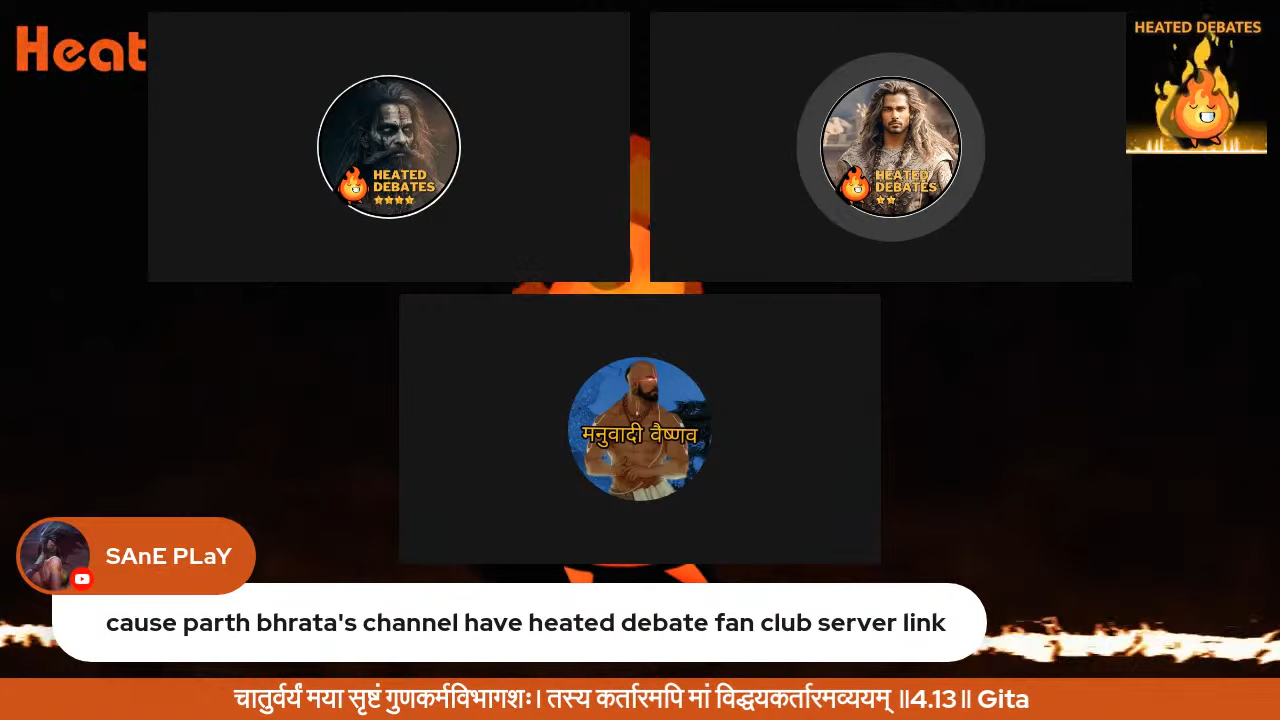 Heat
HEATED DEBATES
HEATED
DEBATES
HEATED
DEBATES
मनुवादी वैष्णव
SAnE PLaY
cause parth bhrata's channel have heated debate fan club server link
चातुर्वर्यं मया सृष्टं गुणकर्मविभागशः। तस्य कर्तारमपि मां विद्धयकर्तारमव्ययम् ॥4.13॥ Gita